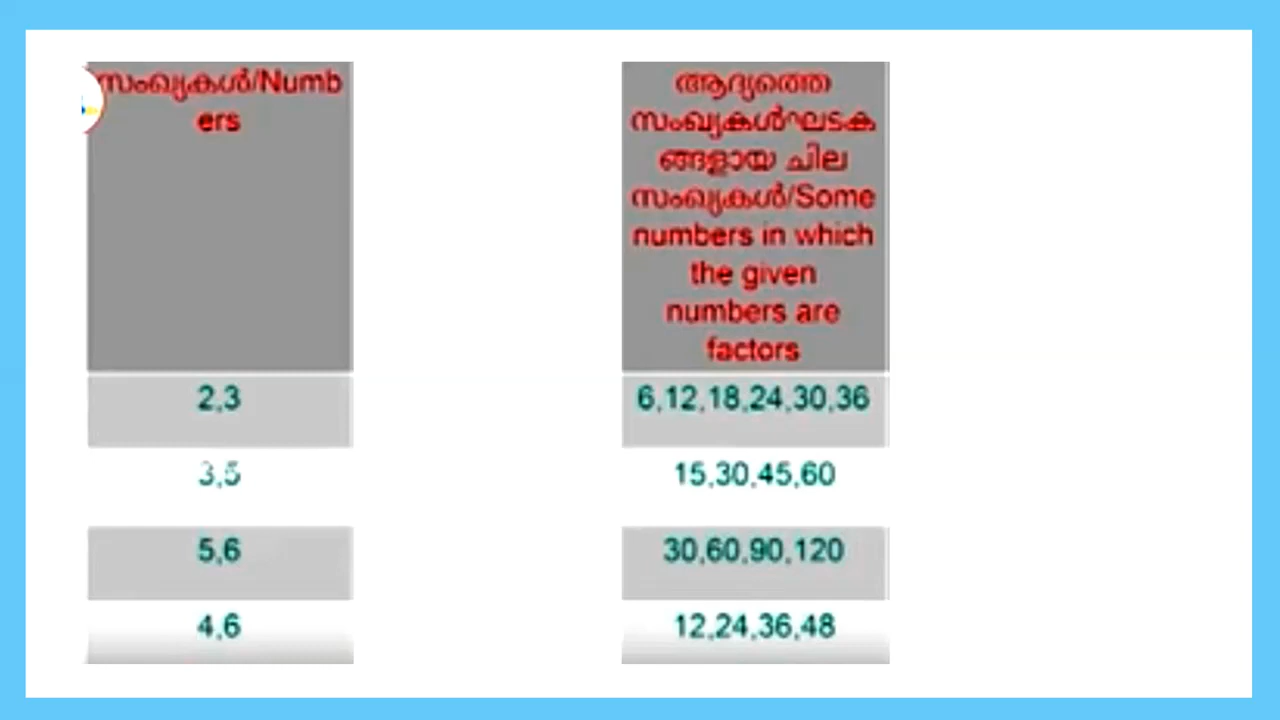 സംഖ്യകൾ/Numb
ers
ആദ്യത്തെ
സംഖ്യകൾഘടക
ങ്ങളായ ചില
സംഖ്യകൾ/Some
numbers in which
the given
numbers are
factors
2,3
6,12,18,24,30,36
3,5
15,30,45,60
5,6
30,60,90,120
4,6
12,24,36,48